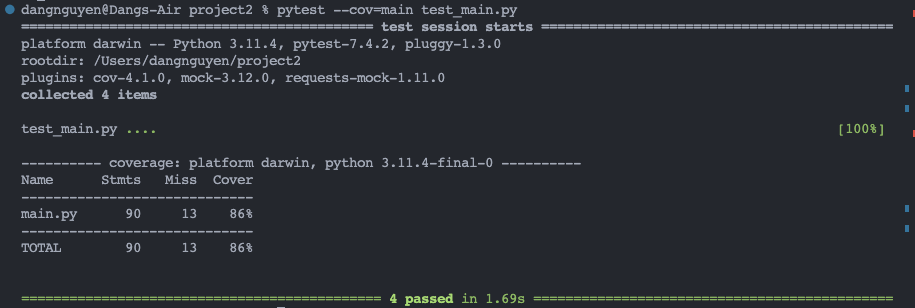 dangnguyen@Dangs-Air project2 % pytest --cov=main test_main.py
============================================ test session starts ============================================
platform darwin -- Python 3.11.4, pytest-7.4.2, pluggy-1.3.0
rootdir: /Users/dangnguyen/project2
plugins: cov-4.1.0, mock-3.12.0, requests-mock-1.11.0
collected 4 items
test_main.py .... [100%]
---------- coverage: platform darwin, python 3.11.4-final-0 ----------
Name Stmts Miss Cover
-----------------------------
main.py 90 13 86%
-----------------------------
TOTAL 90 13 86%
============================================= 4 passed in 1.69s =============================================